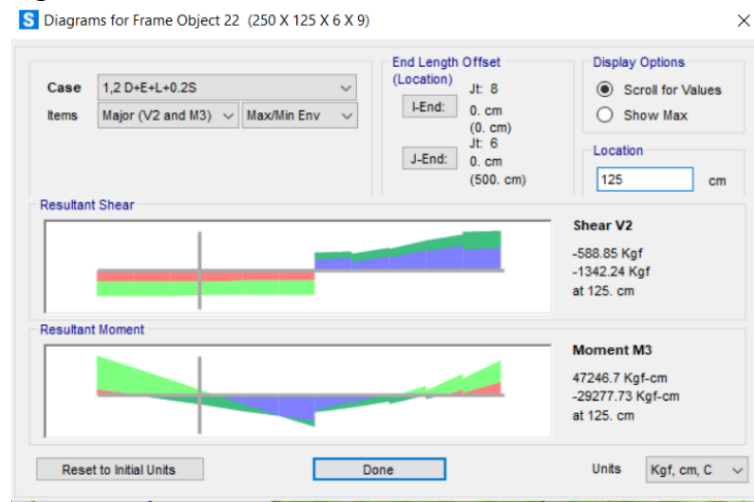 Diagrams for Frame Object 22 (250 X 125 X 6 X 9)
Case 1,2 D+E+L+0.2S
Items Major (V2 and M3) Max/Min Env
End Length Offset
(Location)
Jt: 8
I-End: 0. cm
(0. cm)
Jt: 6
J-End: 0. cm
(500. cm)
Display Options
Scroll for Values
Show Max
Location
125 cm
Resultant Shear
Shear V2
-588.85 Kgf
-1342.24 Kgf
at 125. cm
Resultant Moment
Moment M3
47246.7 Kgf-cm
-29277.73 Kgf-cm
at 125. cm
Reset to Initial Units Done Units Kgf, cm, C